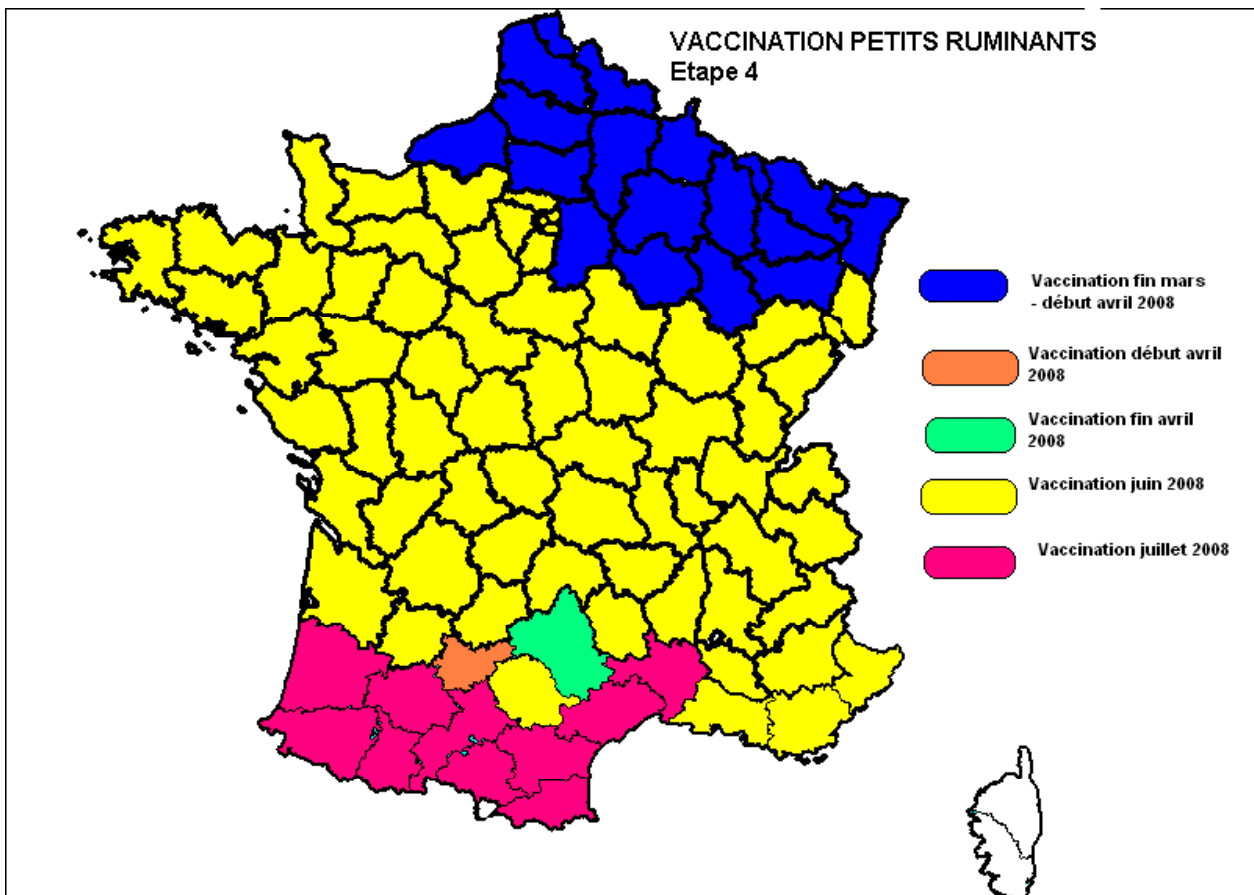 VACCINATION PETITS RUMINANTS
Etape 4
Vaccination fin mars
- début avril 2008
Vaccination début avril
2008
Vaccination fin avril
2008
Vaccination juin 2008
Vaccination juillet 2008